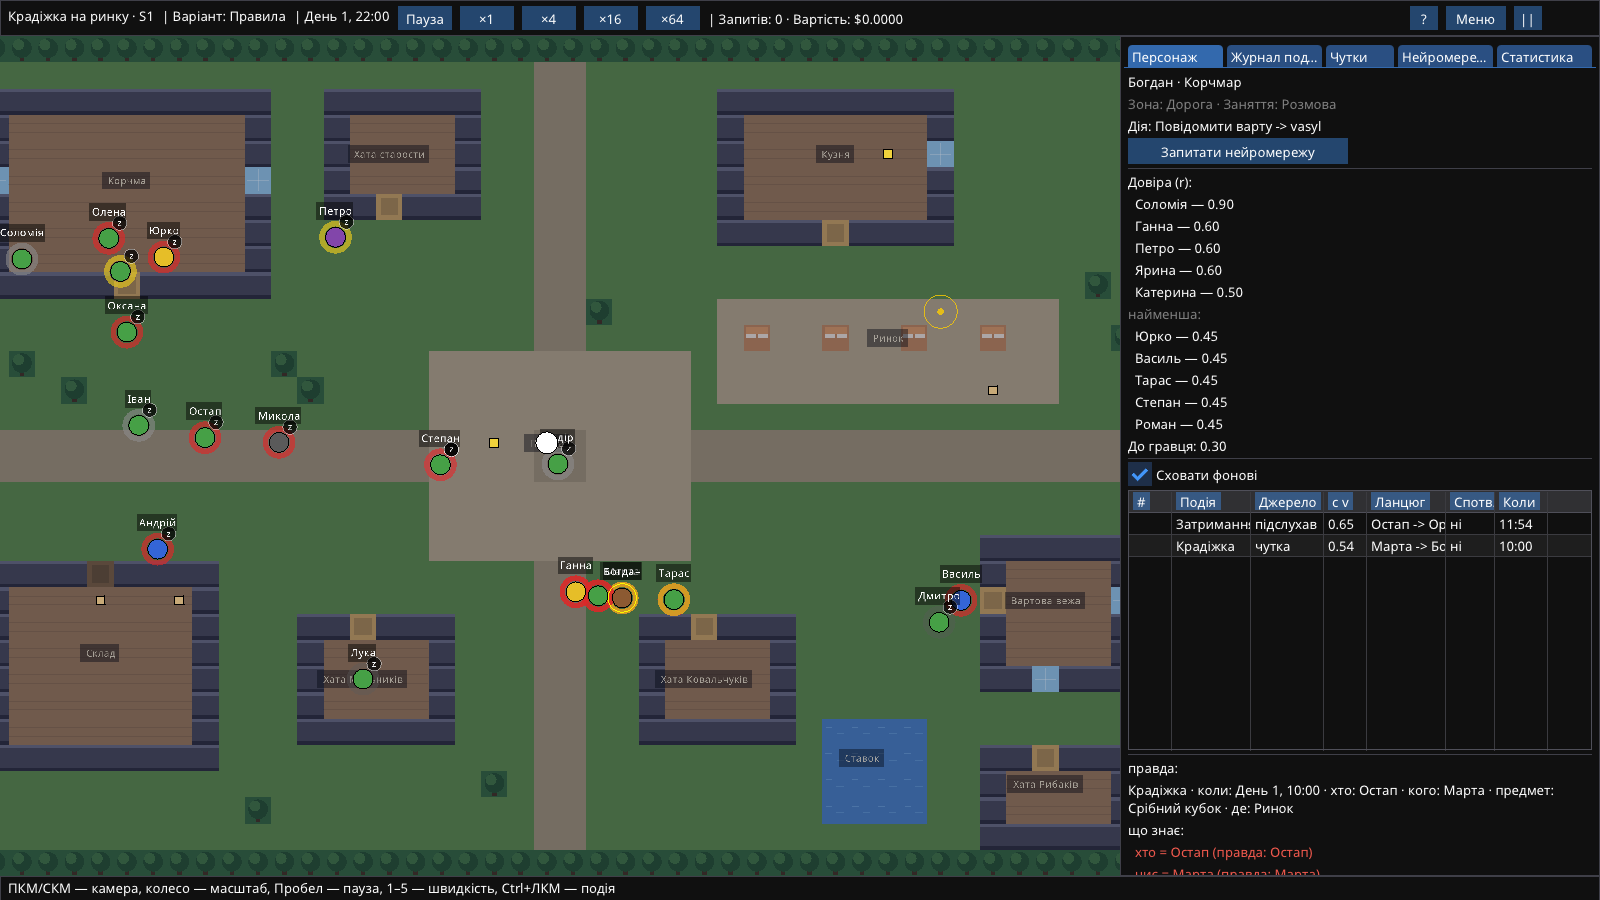 Крадіжка на ринку · S1 | Варіант: Правила | День 1, 22:00 Пауза ×1 ×4 ×16 ×64 | Запитів: 0 · Вартість: $0.0000 ? Меню ||
Персонаж Журнал под... Чутки Нейромере... Статистика
Богдан · Корчмар
Зона: Дорога · Заняття: Розмова
Дія: Повідомити варту -> vasyl
Запитати нейромережу
Довіра (r):
Соломія — 0.90
Ганна — 0.60
Петро — 0.60
Ярина — 0.60
Катерина — 0.50
найменша:
Юрко — 0.45
Василь — 0.45
Тарас — 0.45
Степан — 0.45
Роман — 0.45
До гравця: 0.30
Сховати фонові
# Подія Джерело c v Ланцюг Спотв Коли
Затримання підслухав 0.65 Остап -> Ор ні 11:54
Крадіжка чутка 0.54 Марта -> Бо ні 10:00
правда:
Крадіжка · коли: День 1, 10:00 · хто: Остап · кого: Марта · предмет:
Срібний кубок · де: Ринок
що знає:
хто = Остап (правда: Остап)
чиє = Марта (правда: Марта)
Хата старости
Кузня
Корчма
Олена
z
Петро
z
Соломія
Юрко
z
z
Оксана
z
Ринок
Іван
z
Остап
z
Микола
z
Степан
z
дір
z
Андрій
z
Ганна
Тарас
Василь
Дмитро
z
Вартова вежа
Склад
Лука
z
Хата Ковальчуків
Ставок
Хата Рибаків
ПКМ/СКМ — камера, колесо — масштаб, Пробел — пауза, 1–5 — швидкість, Ctrl+ЛКМ — подія